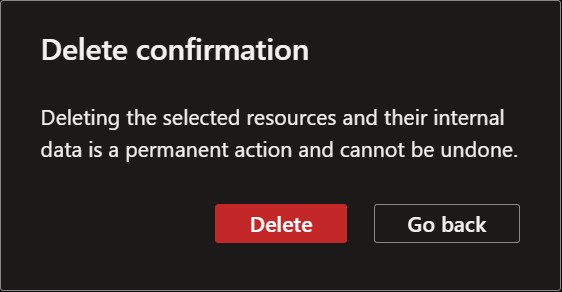 Delete confirmation
Deleting the selected resources and their internal
data is a permanent action and cannot be undone.
Delete
Go back